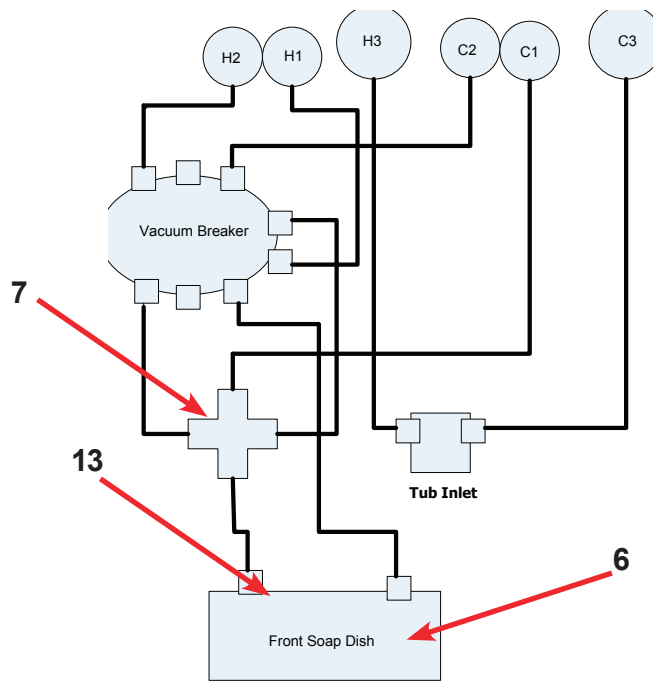 H2
H1
H3
C2
C1
C3
Vacuum Breaker
7
13
Tub Inlet
6
Front Soap Dish